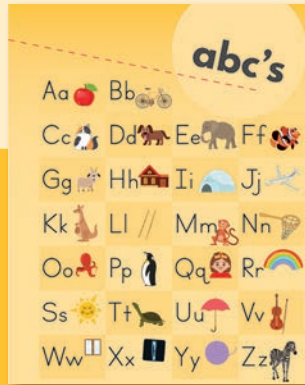 abc's
Aa Bb
Cc Dd Ee Ff
Gg Hh Ii Jj
Kk Ll Mm Nn
Oo Pp Qq Rr
Ss Tt Uu Vv
Ww Xx Yy Zz